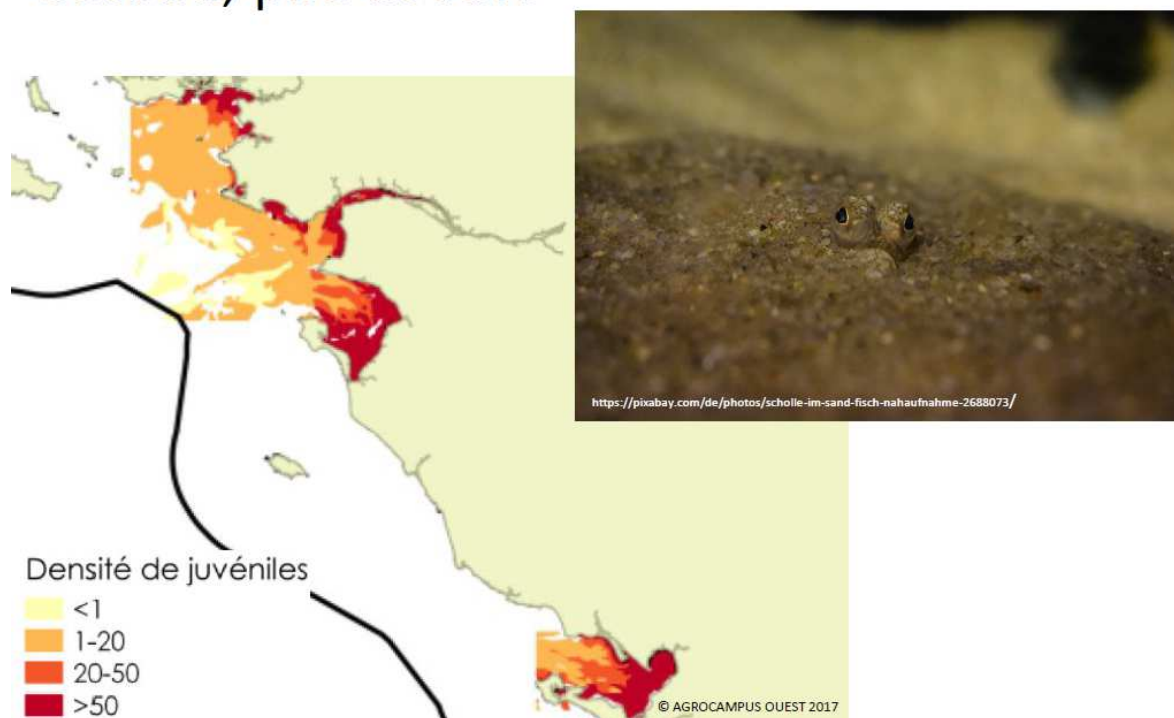 https://pixabay.com/de/photos/scholle-im-sand-fisch-nahaufnahme-2688073/
Densité de juvéniles
<1
1-20
20-50
>50
© AGROCAMPUS OUEST 2017